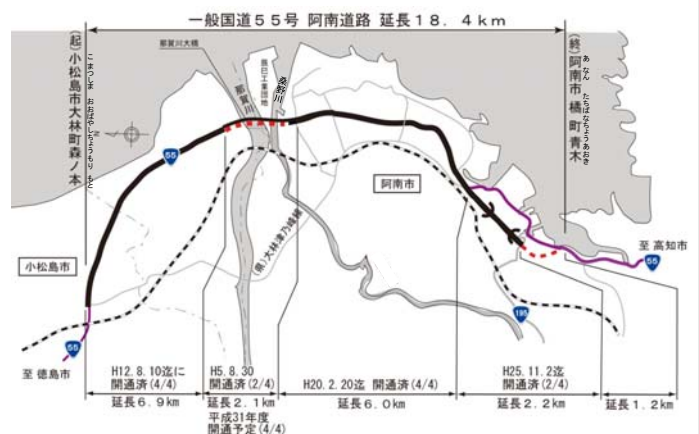 一般国道55号 阿南道路 延長18.4km
(起)小松島市大林町森ノ本
こまつしま おおばやしちょうもり もと
(終)阿南市 橘町青木
あ なん たちばなちょうあおき
那賀川大橋
那賀川
辰巳工業団地
桑野川
N
55
小松島市
阿南市
(県)大林津乃峰線
至 高知市
55
195
55
至 徳島市
H12.8.10迄に
開通済(4/4)
延長6.9km
H5.8.30
開通済(2/4)
延長2.1km
平成31年度
開通予定(4/4)
H20.2.20迄 開通済(4/4)
延長6.0km
H25.11.2迄
開通済(2/4)
延長2.2km
延長1.2km